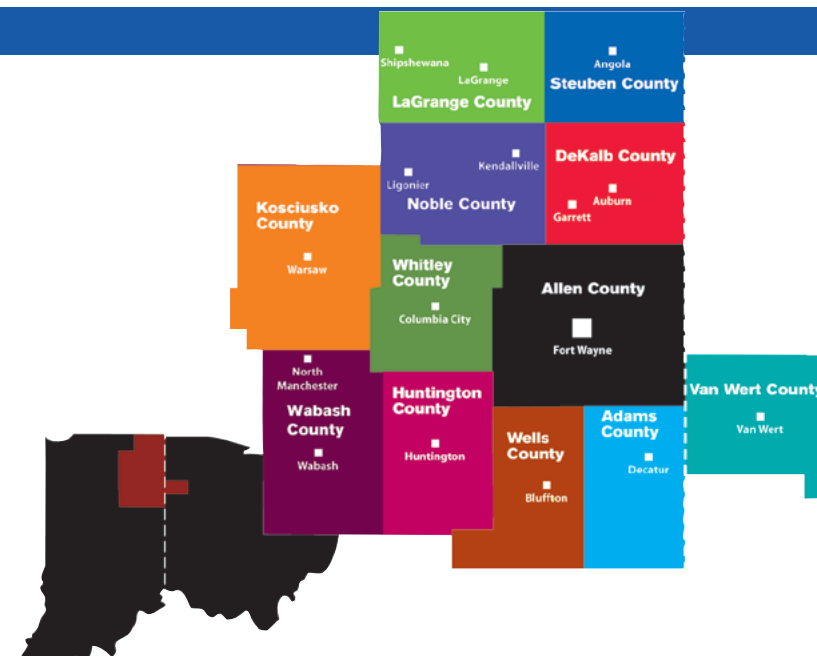 Shipshewana
LaGrange
LaGrange County
Angola
Steuben County
Kendallville
Ligonier
Noble County
DeKalb County
Auburn
Garrett
Kosciusko
County
Warsaw
Whitley
County
Columbia City
Allen County
Fort Wayne
North
Manchester
Wabash
County
Wabash
Huntington
County
Huntington
Wells
County
Bluffton
Adams
County
Decatur
Van Wert County
Van Wert